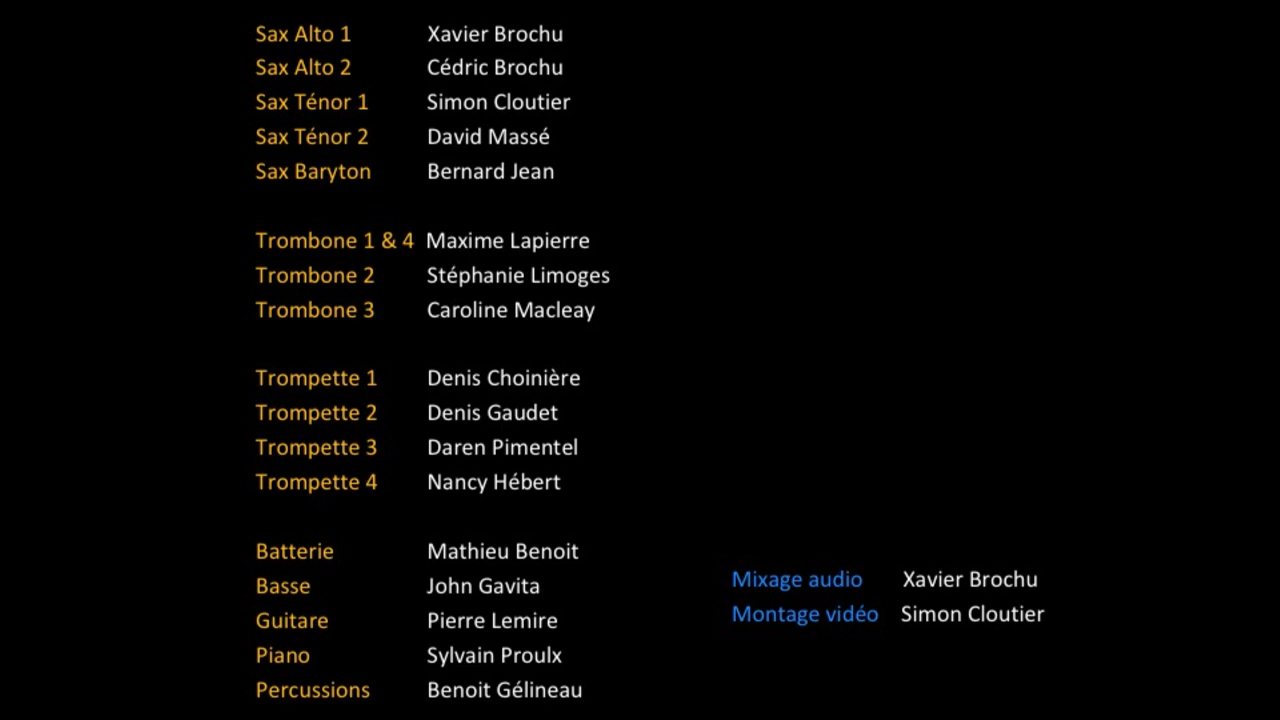 Sax Alto 1 Xavier Brochu
Sax Alto 2 Cédric Brochu
Sax Ténor 1 Simon Cloutier
Sax Ténor 2 David Massé
Sax Baryton Bernard Jean
Trombone 1 & 4 Maxime Lapierre
Trombone 2 Stéphanie Limoges
Trombone 3 Caroline Macleay
Trompette 1 Denis Choinière
Trompette 2 Denis Gaudet
Trompette 3 Daren Pimentel
Trompette 4 Nancy Hébert
Batterie Mathieu Benoit
Basse John Gavita
Guitare Pierre Lemire
Piano Sylvain Proulx
Percussions Benoit Gélineau
Mixage audio Xavier Brochu
Montage vidéo Simon Cloutier